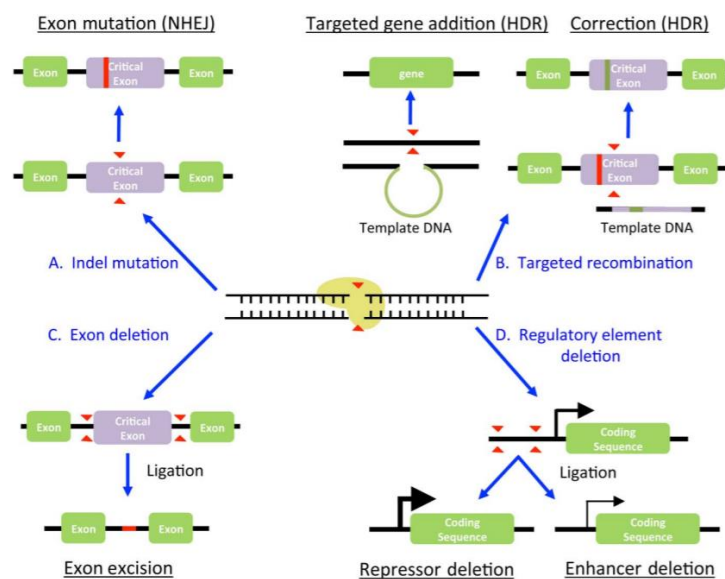 Exon mutation (NHEJ)
Targeted gene addition (HDR)
Correction (HDR)
Exon
Critical
Exon
Exon
gene
Exon
Critical
Exon
Exon
Exon
Critical
Exon
Exon
Exon
Critical
Exon
Exon
Template DNA
Template DNA
A. Indel mutation
B. Targeted recombination
C. Exon deletion
D. Regulatory element
deletion
Exon
Critical
Exon
Exon
Coding
Sequence
Ligation
Ligation
Exon
Exon
Coding
Sequence
Coding
Sequence
Exon excision
Repressor deletion
Enhancer deletion